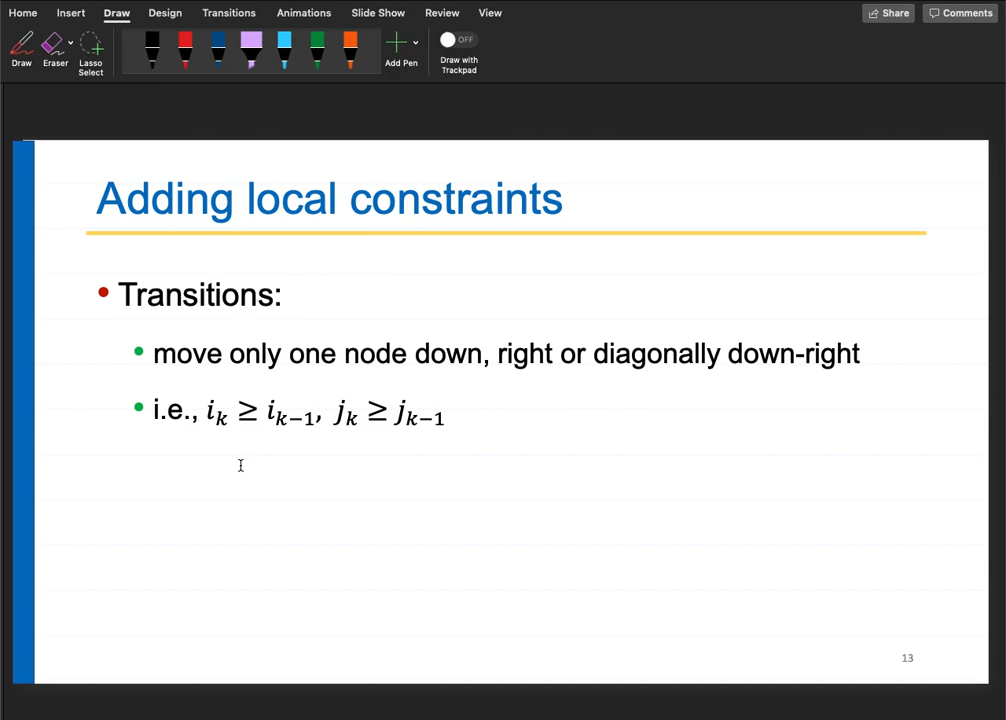 Home Insert Draw Design Transitions Animations Slide Show Review View Share Comments
Draw Eraser Lasso Select Add Pen OFF Draw with Trackpad
Adding local constraints
• Transitions:
• move only one node down, right or diagonally down-right
• i.e., iₖ ≥ iₖ₋₁, jₖ ≥ jₖ₋₁
13